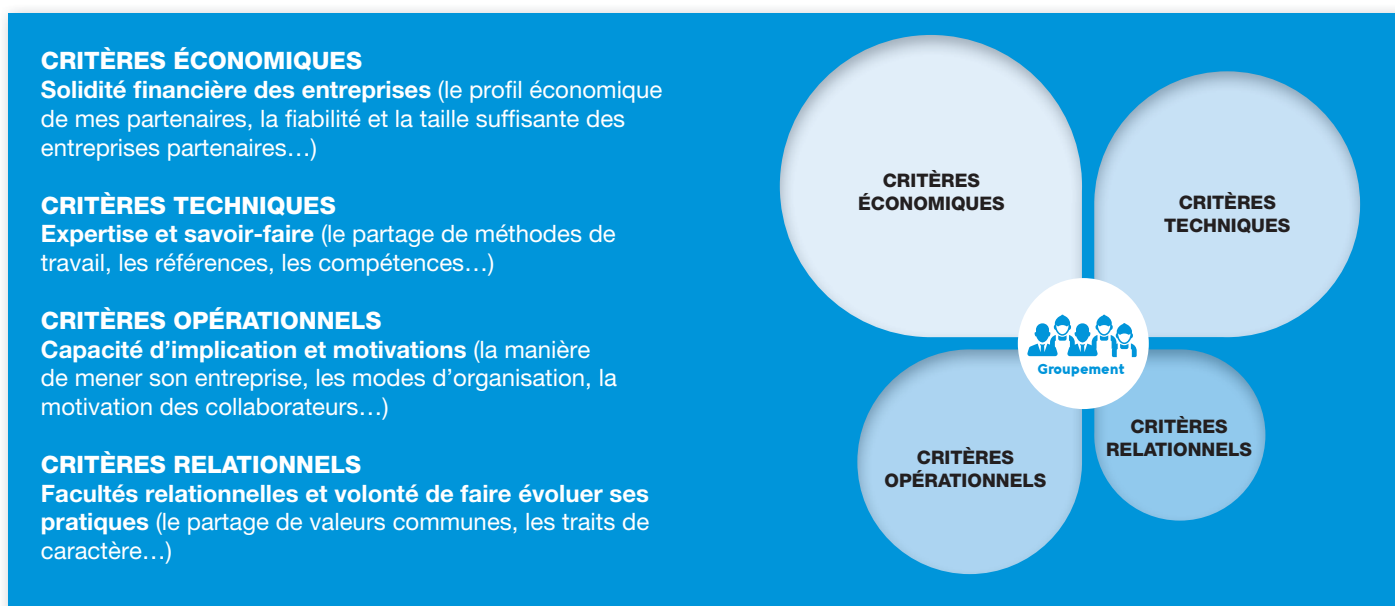 CRITÈRES ÉCONOMIQUES
Solidité financière des entreprises (le profil économique
de mes partenaires, la fiabilité et la taille suffisante des
entreprises partenaires…)
CRITÈRES TECHNIQUES
Expertise et savoir-faire (le partage de méthodes de
travail, les références, les compétences…)
CRITÈRES OPÉRATIONNELS
Capacité d’implication et motivations (la manière
de mener son entreprise, les modes d’organisation, la
motivation des collaborateurs…)
CRITÈRES RELATIONNELS
Facultés relationnelles et volonté de faire évoluer ses
pratiques (le partage de valeurs communes, les traits de
caractère…)
CRITÈRES
ÉCONOMIQUES
CRITÈRES
TECHNIQUES
Groupement
CRITÈRES
OPÉRATIONNELS
CRITÈRES
RELATIONNELS